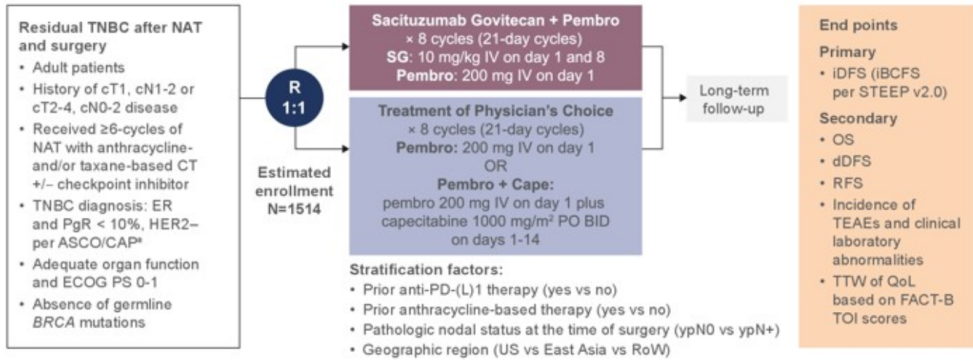 Residual TNBC after NAT
and surgery
• Adult patients
• History of cT1, cN1-2 or
cT2-4, cN0-2 disease
• Received ≥6-cycles of
NAT with anthracycline-
and/or taxane-based CT
+/− checkpoint inhibitor
• TNBC diagnosis: ER
and PgR < 10%, HER2–
per ASCO/CAPª
• Adequate organ function
and ECOG PS 0-1
• Absence of germline
BRCA mutations
R
1:1
Estimated
enrollment
N=1514
Sacituzumab Govitecan + Pembro
× 8 cycles (21-day cycles)
SG: 10 mg/kg IV on day 1 and 8
Pembro: 200 mg IV on day 1
Treatment of Physician's Choice
× 8 cycles (21-day cycles)
Pembro: 200 mg IV on day 1
OR
Pembro + Cape:
pembro 200 mg IV on day 1 plus
capecitabine 1000 mg/m² PO BID
on days 1-14
Stratification factors:
• Prior anti-PD-(L)1 therapy (yes vs no)
• Prior anthracycline-based therapy (yes vs no)
• Pathologic nodal status at the time of surgery (ypN0 vs ypN+)
• Geographic region (US vs East Asia vs RoW)
Long-term
follow-up
End points
Primary
• iDFS (iBCFS
per STEEP v2.0)
Secondary
• OS
• dDFS
• RFS
• Incidence of
TEAEs and clinical
laboratory
abnormalities
• TTW of QoL
based on FACT-B
TOI scores